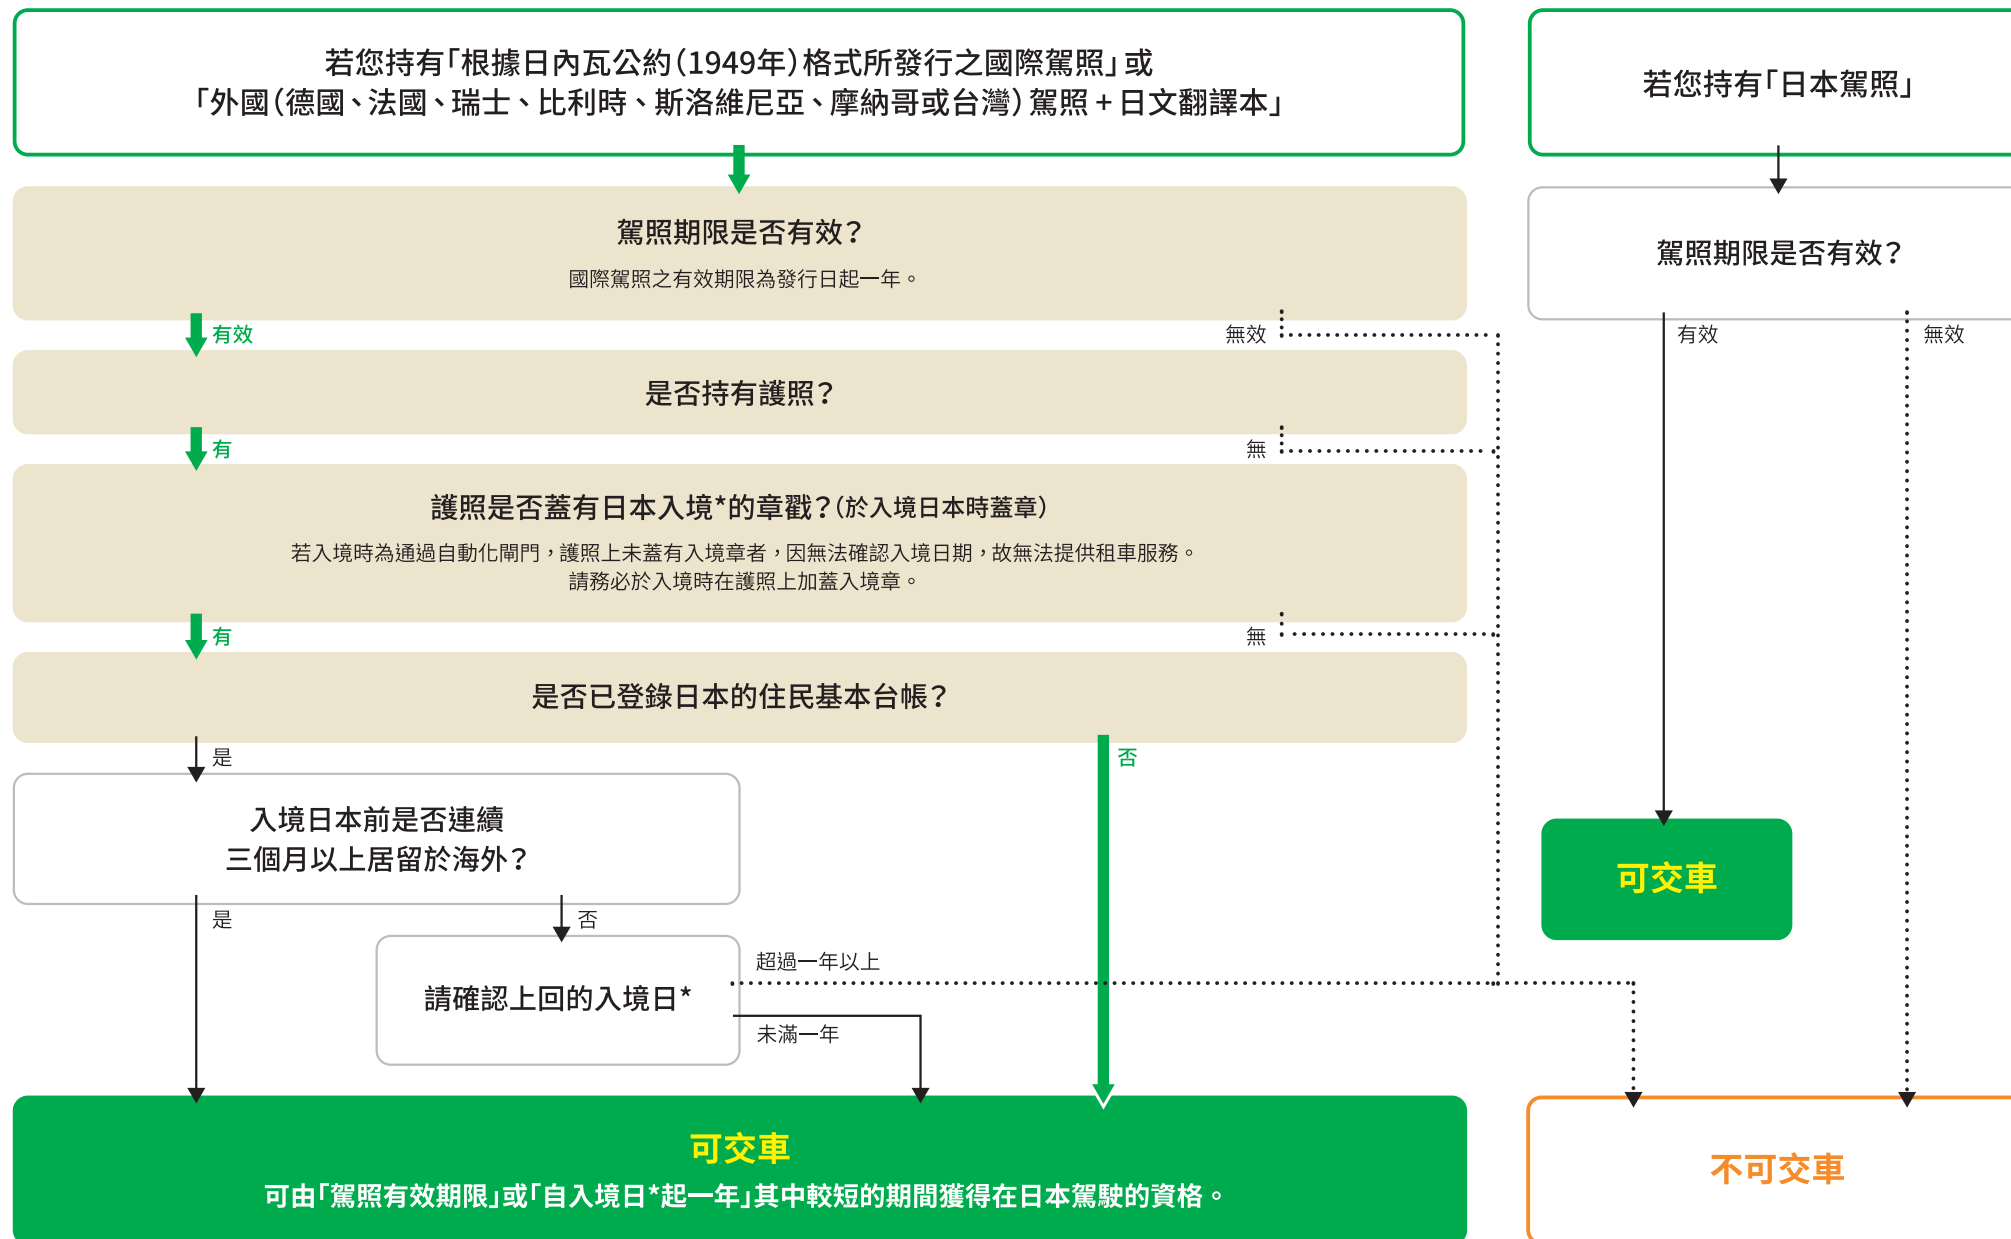 若您持有「根據日內瓦公約（1949年）格式所發行之國際駕照」或
「外國（德國、法國、瑞士、比利時、斯洛維尼亞、摩納哥或台灣）駕照 + 日文翻譯本」
若您持有「日本駕照」
駕照期限是否有效？
國際駕照之有效期限為發行日起一年。
駕照期限是否有效？
有效
無效
有效
無效
是否持有護照？
有
無
護照是否蓋有日本入境*的章戳？（於入境日本時蓋章）
若入境時為通過自動化閘門，護照上未蓋有入境章者，因無法確認入境日期，故無法提供租車服務。
請務必於入境時在護照上加蓋入境章。
有
無
是否已登錄日本的住民基本台帳？
是
否
入境日本前是否連續
三個月以上居留於海外？
可交車
是
否
超過一年以上
請確認上回的入境日*
未滿一年
可交車
可由「駕照有效期限」或「自入境日*起一年」其中較短的期間獲得在日本駕駛的資格。
不可交車